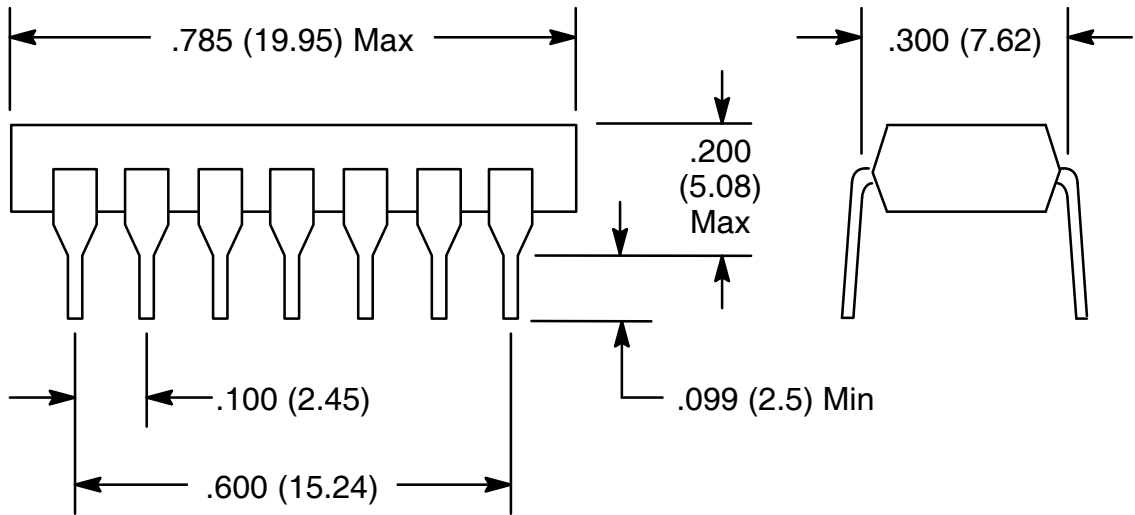 .785 (19.95) Max
.300 (7.62)
.200
(5.08)
Max
.100 (2.45)
.099 (2.5) Min
.600 (15.24)